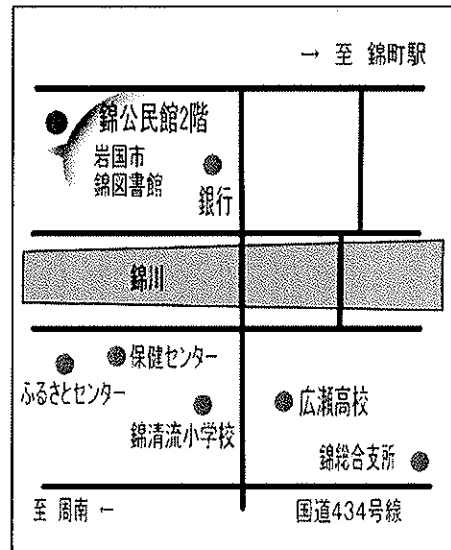 → 至 錦町駅
錦公民館2階
岩国市
錦図書館
銀行
錦川
保健センター
ふるさとセンター
錦清流小学校
広瀬高校
錦総合支所
至 周南 ←
国道434号線